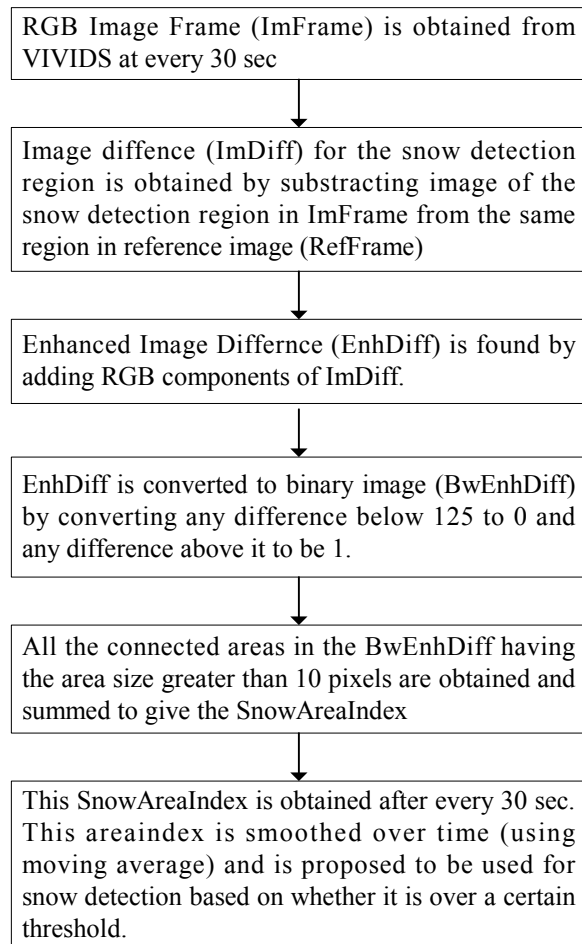 RGB Image Frame (ImFrame) is obtained from
VIVIDS at every 30 sec
Image diffence (ImDiff) for the snow detection
region is obtained by substracting image of the
snow detection region in ImFrame from the same
region in reference image (RefFrame)
Enhanced Image Differnce (EnhDiff) is found by
adding RGB components of ImDiff.
EnhDiff is converted to binary image (BwEnhDiff)
by converting any difference below 125 to 0 and
any difference above it to be 1.
All the connected areas in the BwEnhDiff having
the area size greater than 10 pixels are obtained and
summed to give the SnowAreaIndex
This SnowAreaIndex is obtained after every 30 sec.
This areaindex is smoothed over time (using
moving average) and is proposed to be used for
snow detection based on whether it is over a certain
threshold.